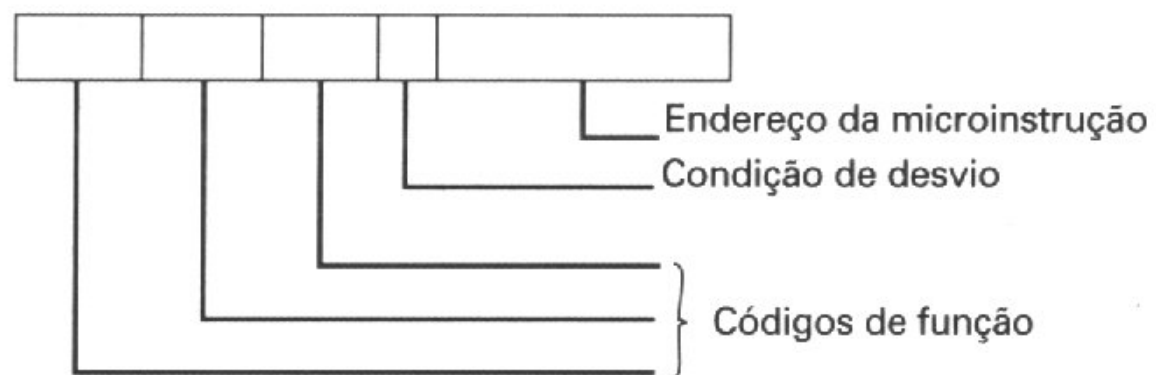 Endereço da microinstrução
Condição de desvio
Códigos de função